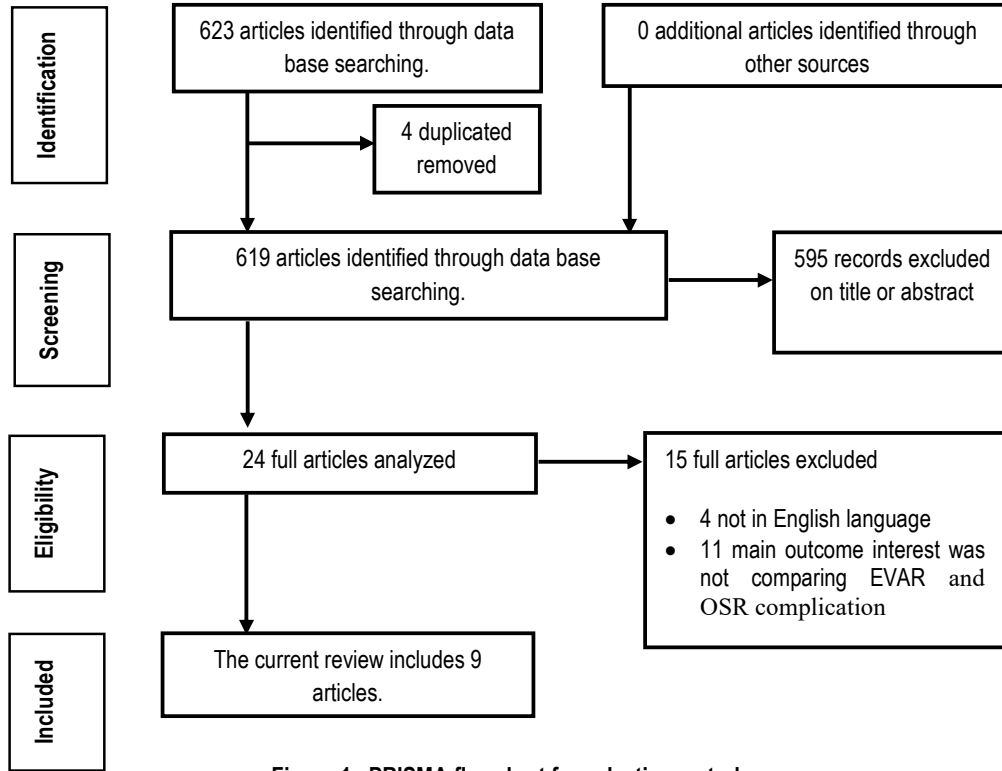 Identification
623 articles identified through data
base searching.
0 additional articles identified through
other sources
4 duplicated
removed
Screening
619 articles identified through data base
searching.
595 records excluded
on title or abstract
Eligibility
24 full articles analyzed
15 full articles excluded
• 4 not in English language
• 11 main outcome interest was
not comparing EVAR and
OSR complication
Included
The current review includes 9
articles.